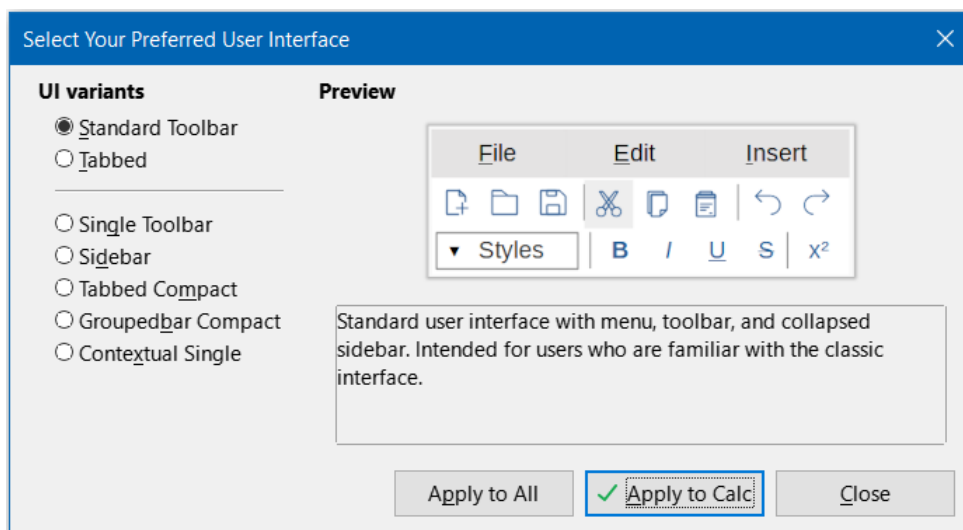 Select Your Preferred User Interface
UI variants
Standard Toolbar
Tabbed
Single Toolbar
Sidebar
Tabbed Compact
Groupedbar Compact
Contextual Single
Preview
File Edit Insert
Styles B I U S x²
Standard user interface with menu, toolbar, and collapsed
sidebar. Intended for users who are familiar with the classic
interface.
Apply to All Apply to Calc Close